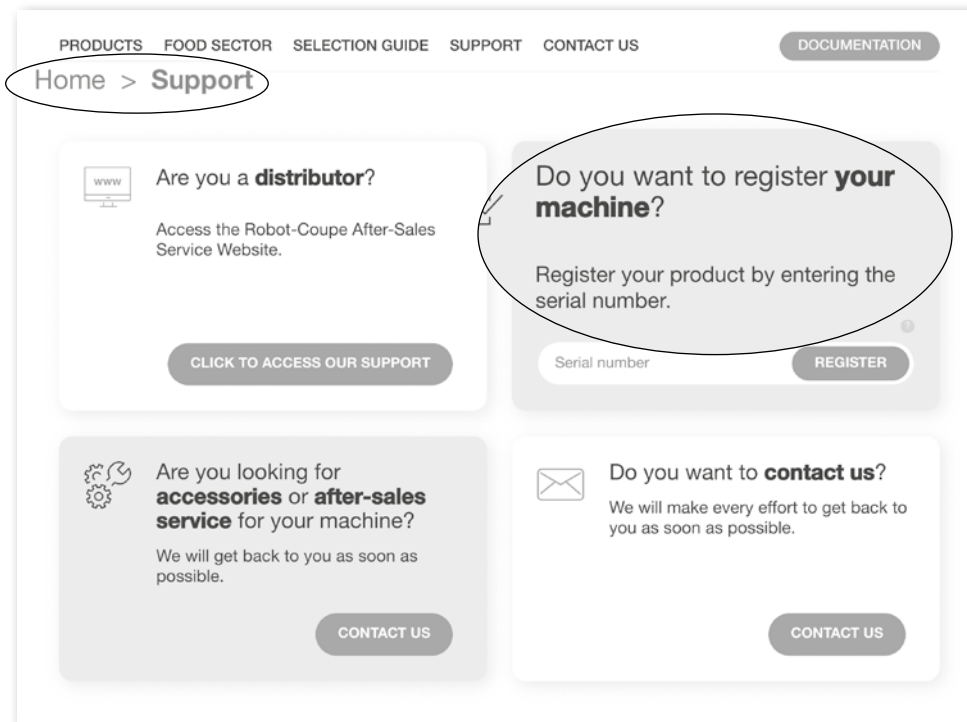 PRODUCTS FOOD SECTOR SELECTION GUIDE SUPPORT CONTACT US DOCUMENTATION
Home > Support
www
Are you a distributor?
Access the Robot-Coupe After-Sales
Service Website.
CLICK TO ACCESS OUR SUPPORT
Do you want to register your
machine?
Register your product by entering the
serial number.
?
Serial number REGISTER
Are you looking for
accessories or after-sales
service for your machine?
We will get back to you as soon as
possible.
CONTACT US
Do you want to contact us?
We will make every effort to get back to
you as soon as possible.
CONTACT US